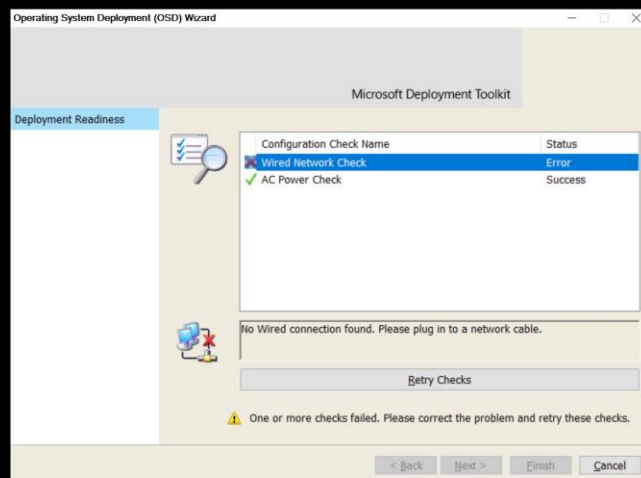 Operating System Deployment (OSD) Wizard
Microsoft Deployment Toolkit
Deployment Readiness
Configuration Check Name Status
Wired Network Check Error
AC Power Check Success
No Wired connection found. Please plug in to a network cable.
Retry Checks
One or more checks failed. Please correct the problem and retry these checks.
< Back Next > Finish Cancel